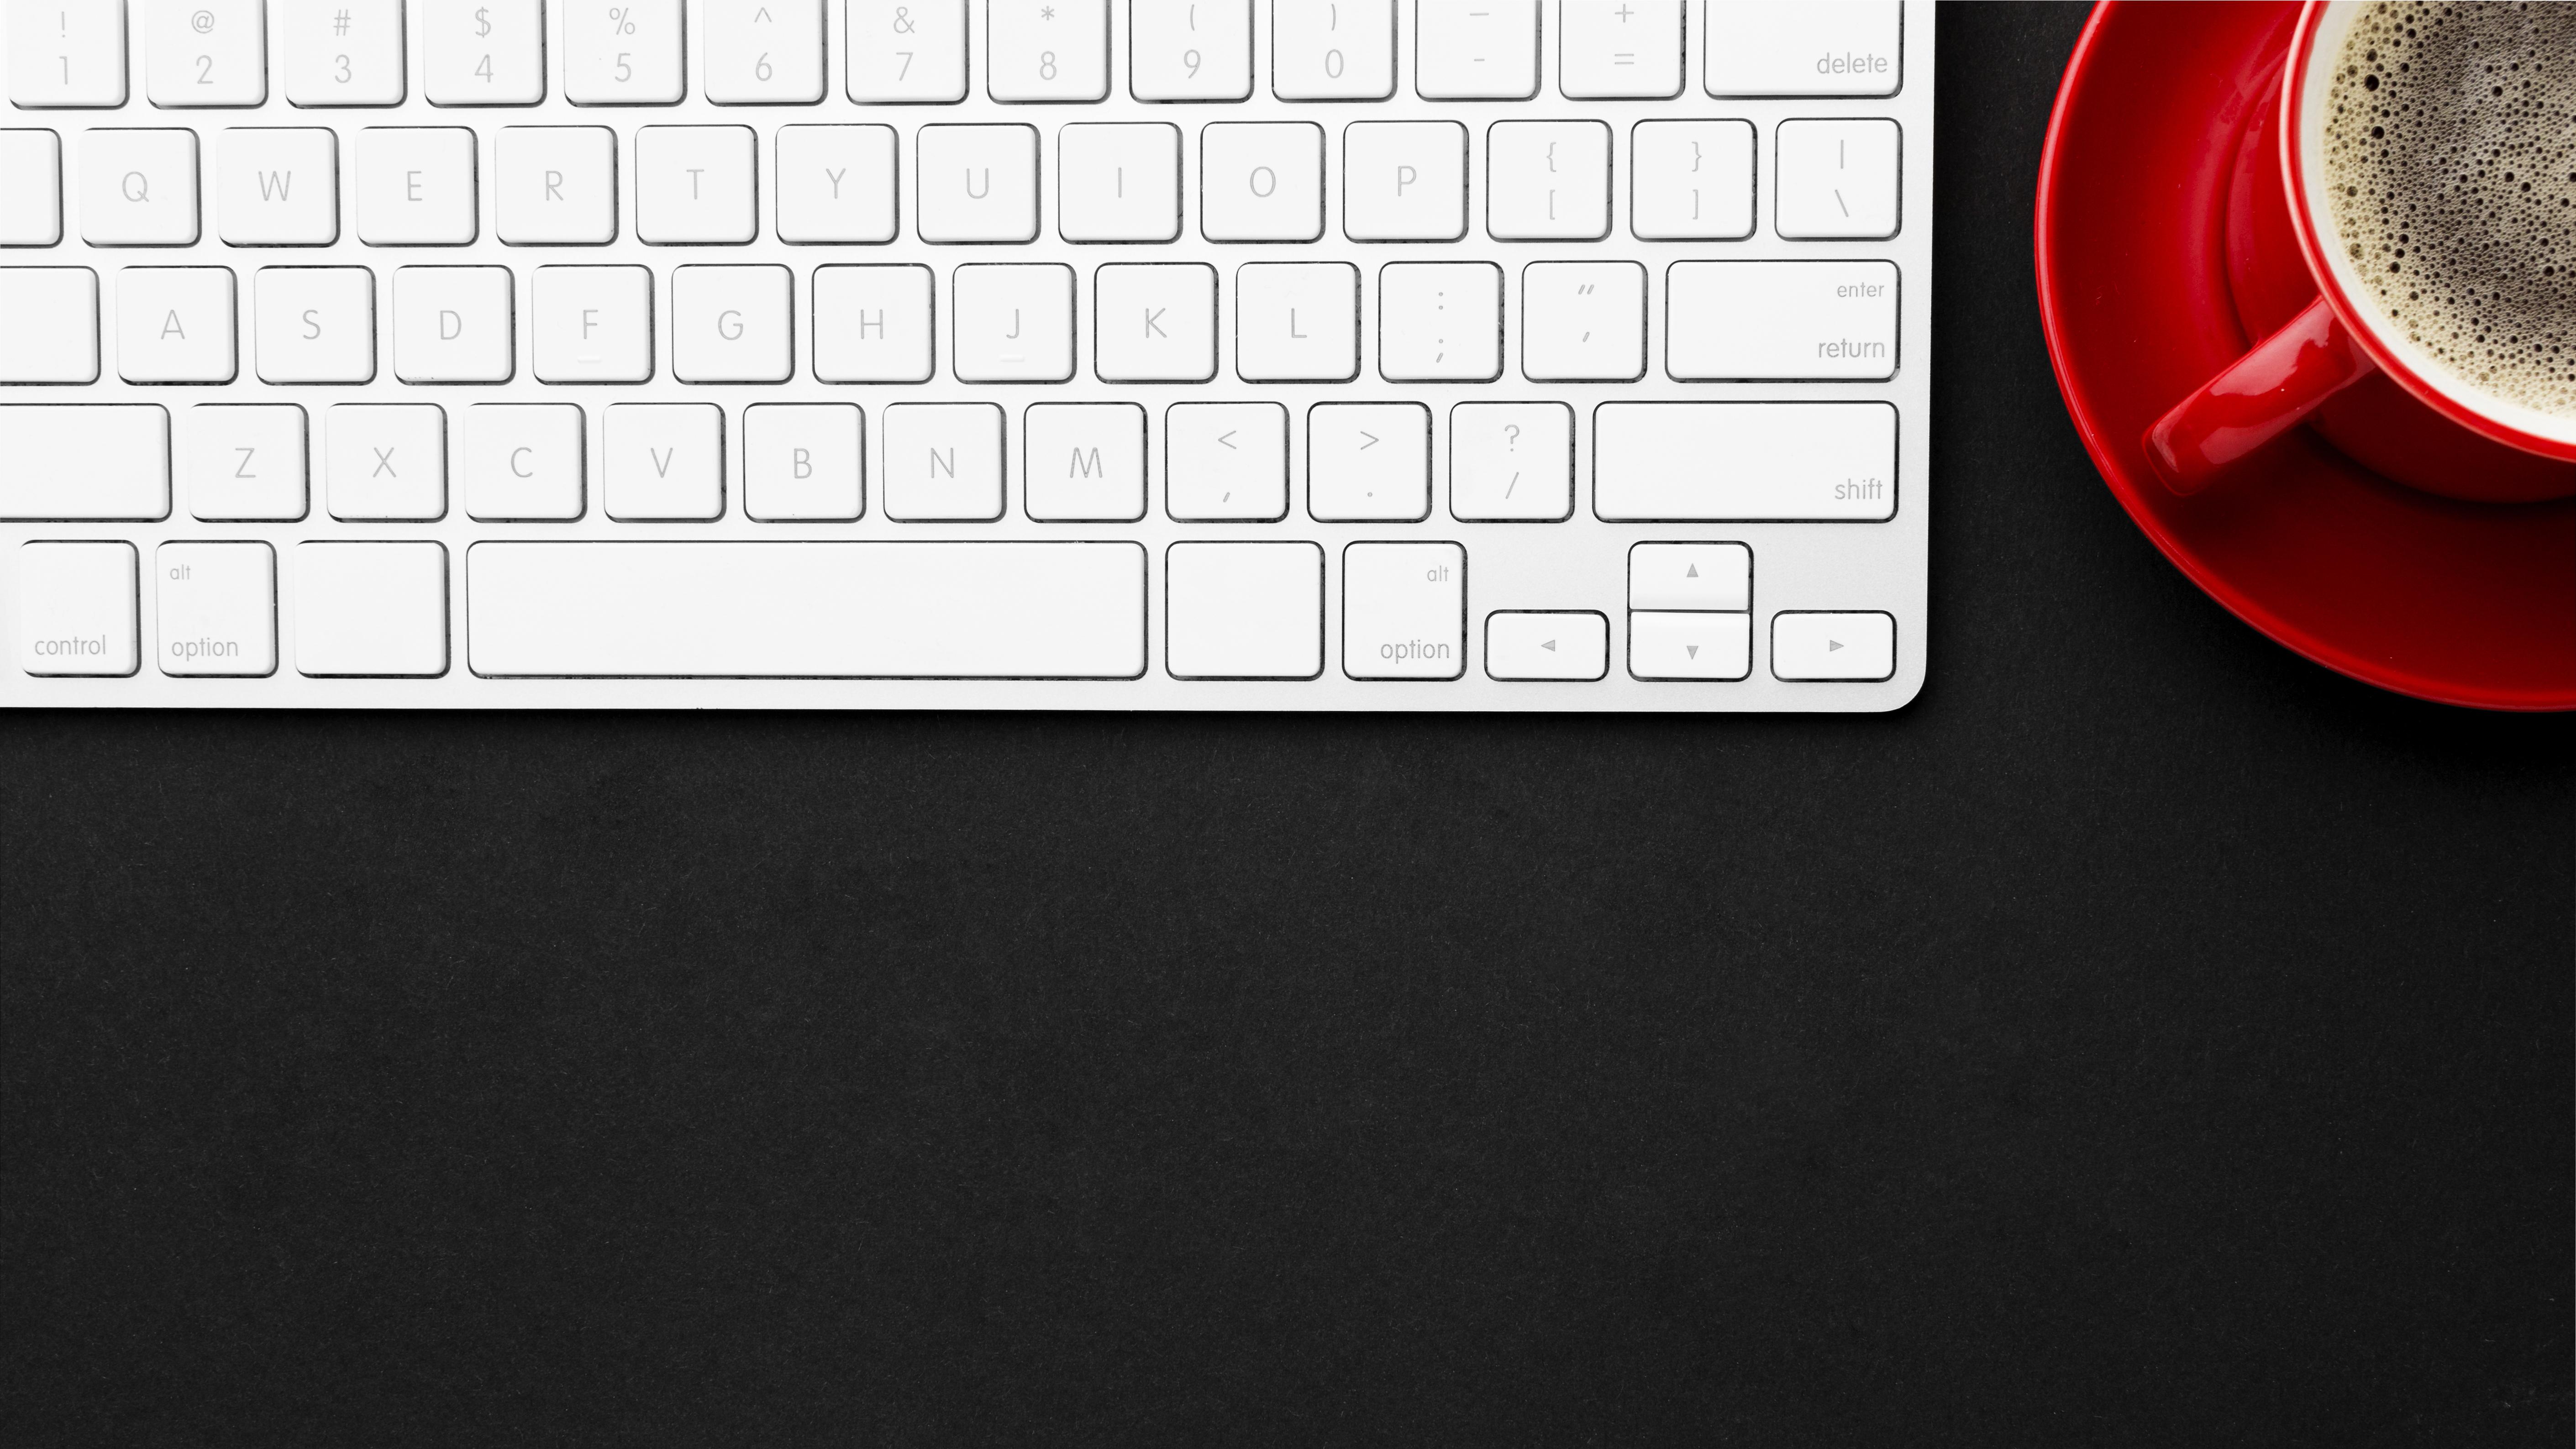 ! @ # $ % ^ & * ( ) — +
1 2 3 4 5 6 7 8 9 0 - = delete
{ } |
Q W E R T Y U I O P [ ] \
: " enter
A S D F G H J K L ; ' return
< > ?
Z X C V B N M , . / shift
alt alt ▲
control option option ◀ ▼ ▶